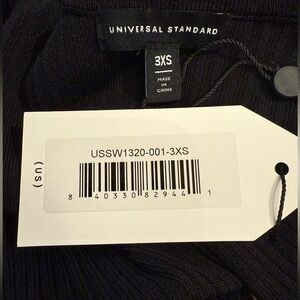 UNIVERSAL STANDARD
3XS
MADE
IN
CHINA
(US)
USSW1320-001-3XS
8 40330 82944 1